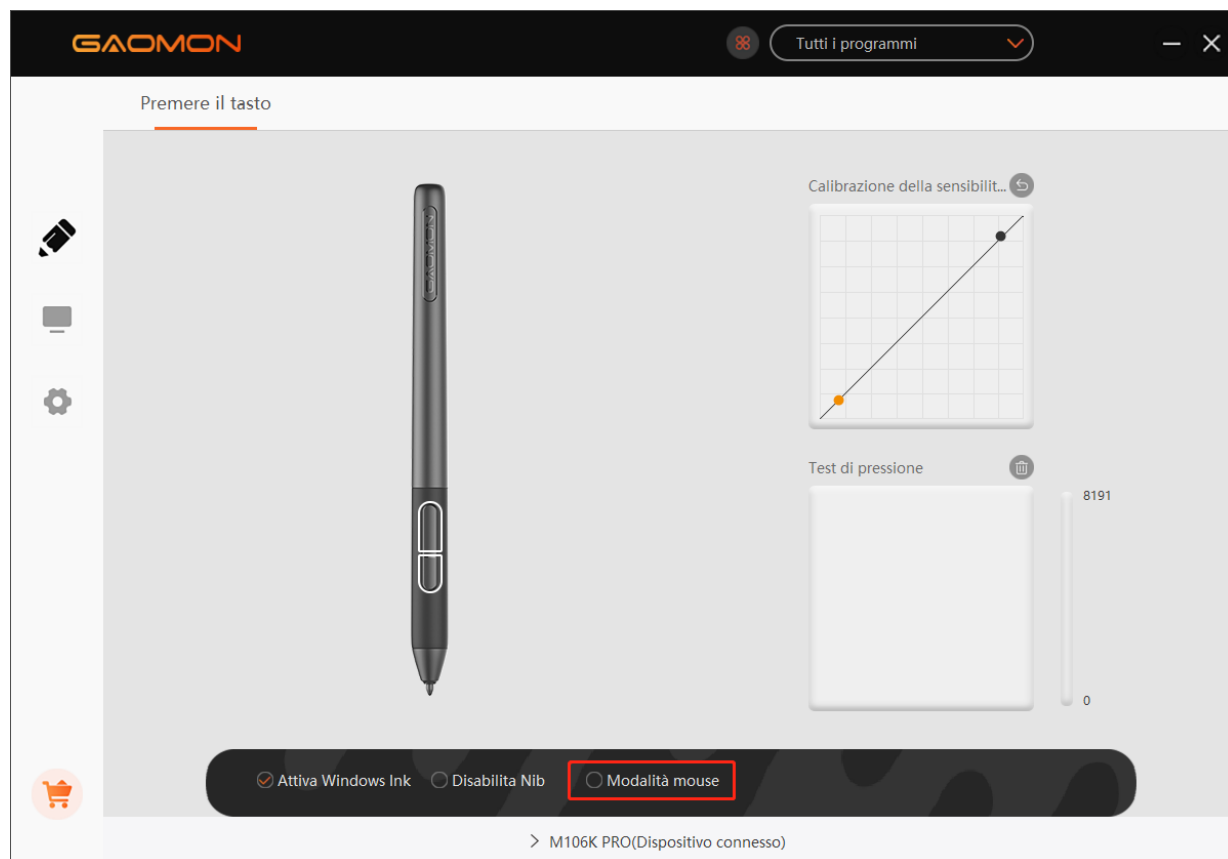 GAOMON
Tutti i programmi
Premere il tasto
Calibrazione della sensibilit...
GAOMON
Test di pressione
8191
0
Attiva Windows Ink
Disabilita Nib
Modalità mouse
M106K PRO(Dispositivo connesso)